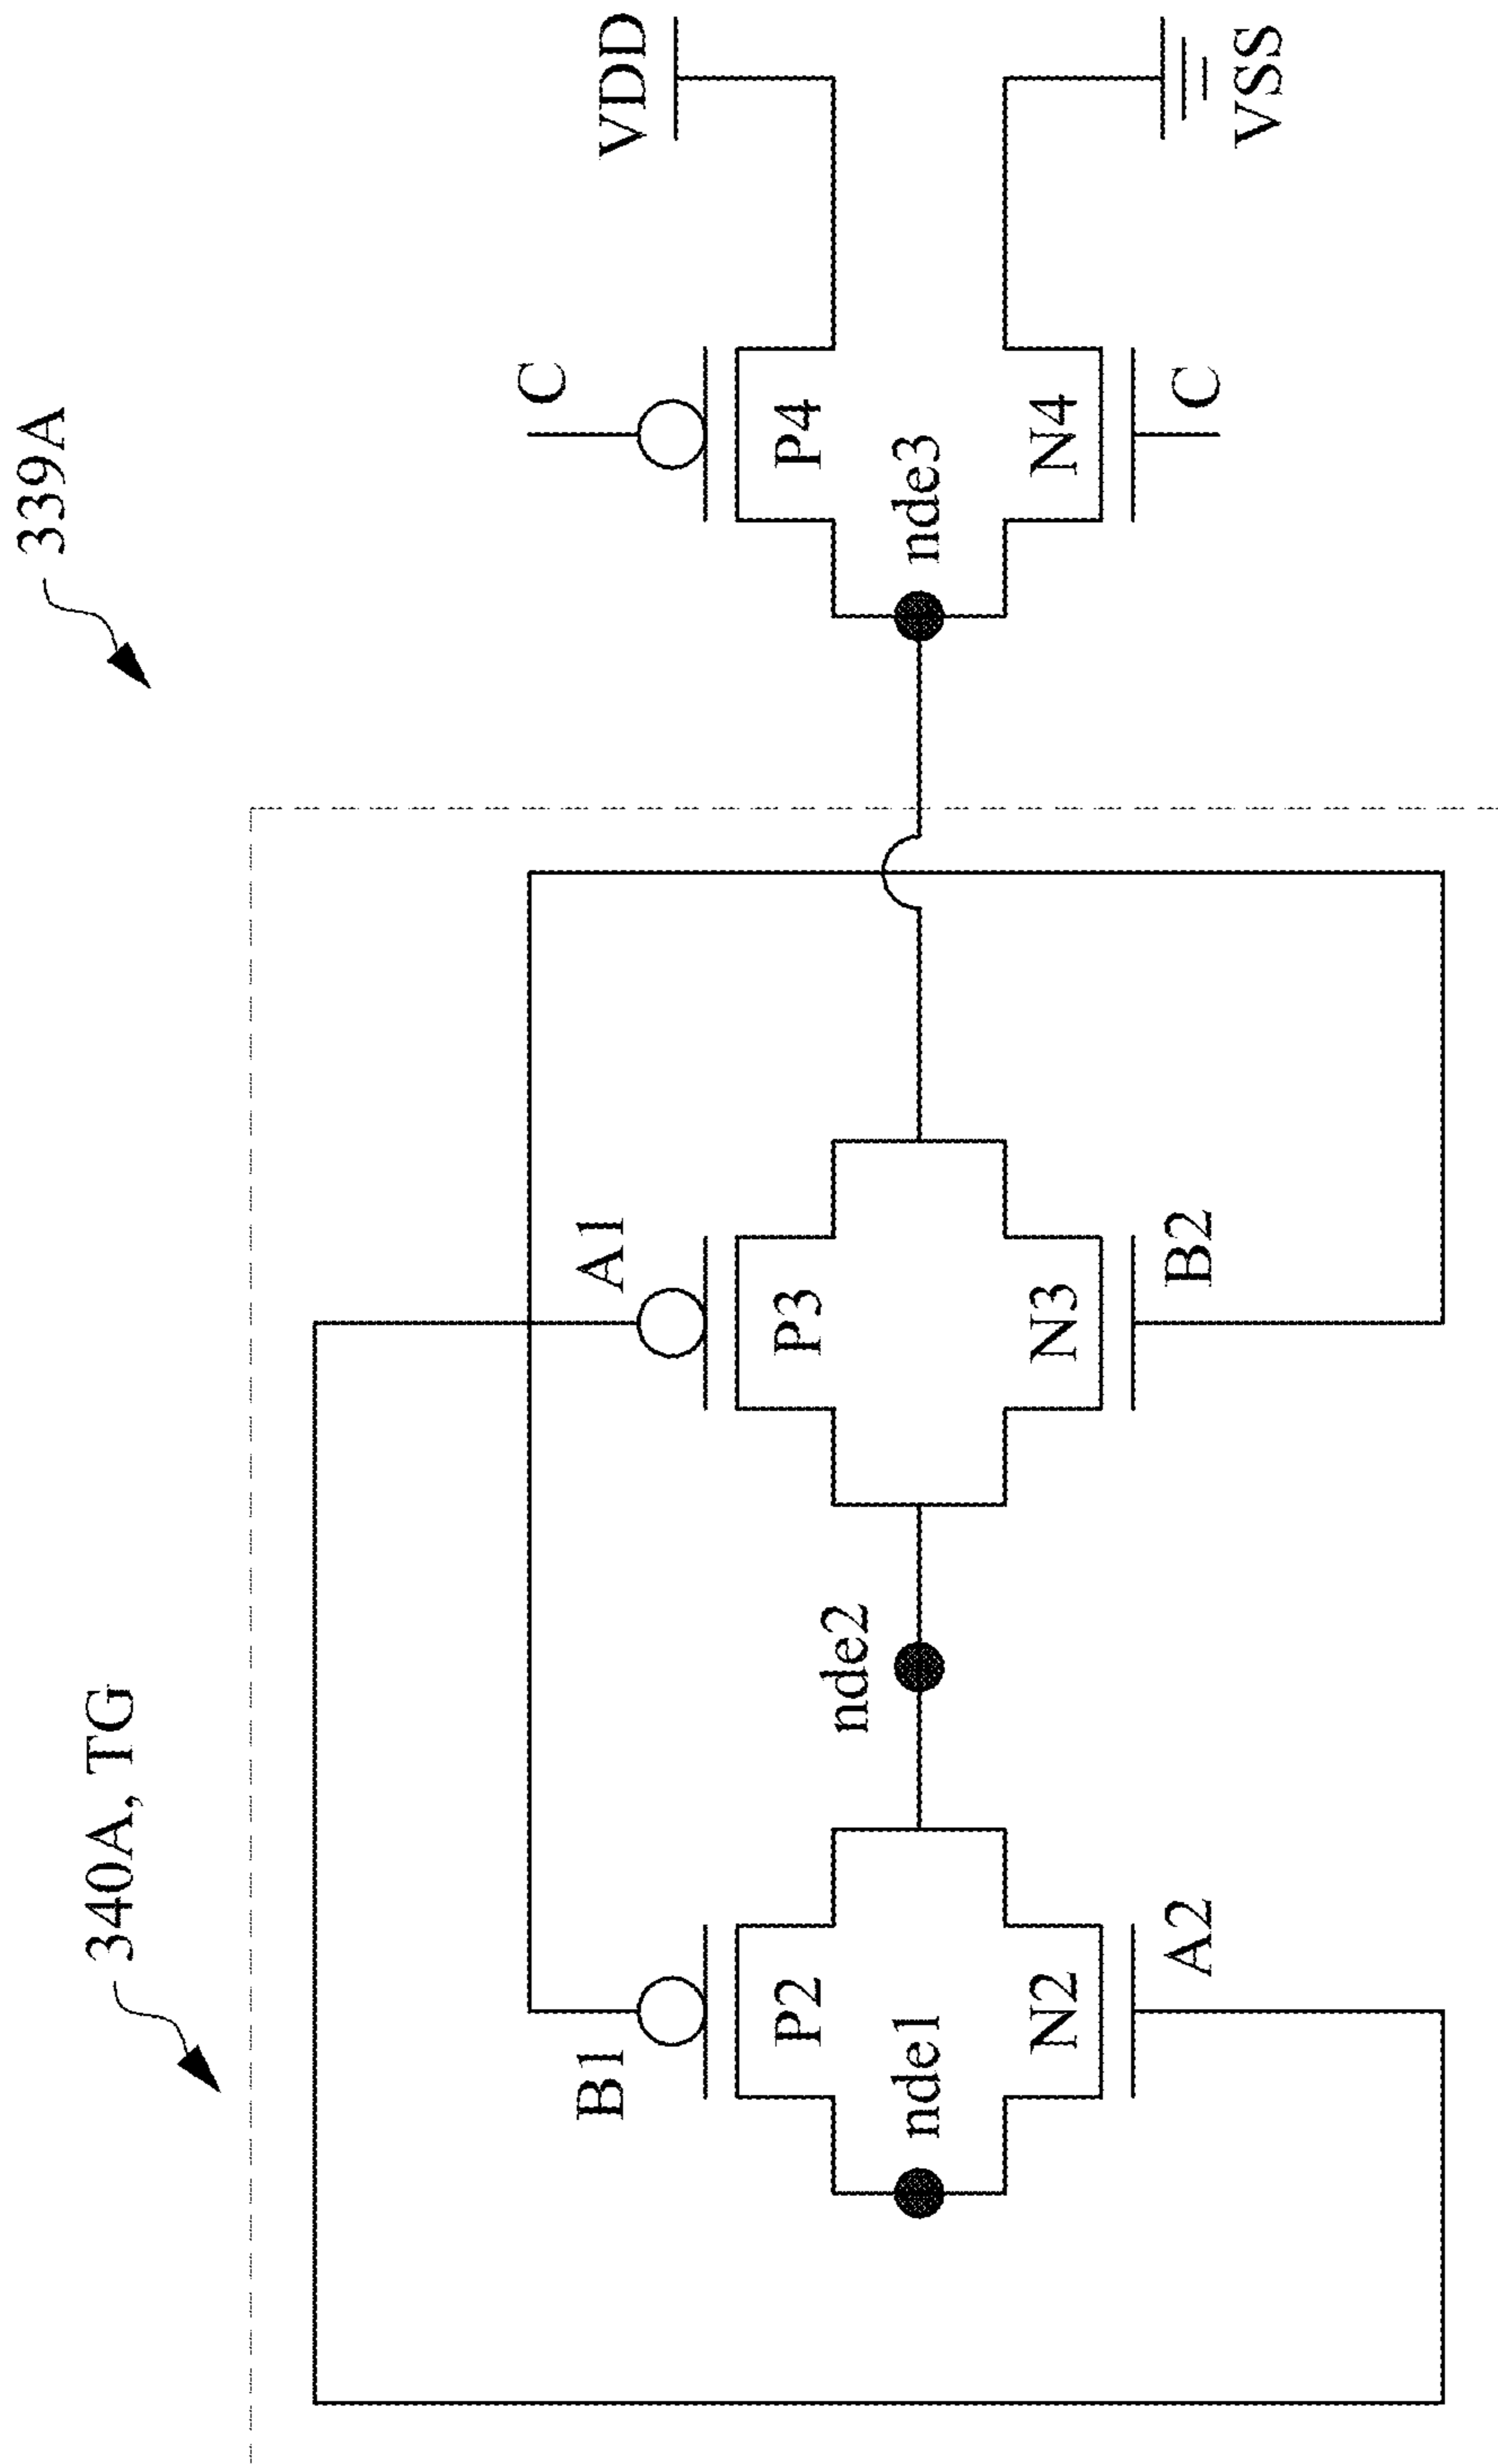 339A
340A, TG
VDD
C
B1
A1
P2
P3
P4
nde1
nde2
nde3
N2
N3
N4
A2
B2
C
VSS